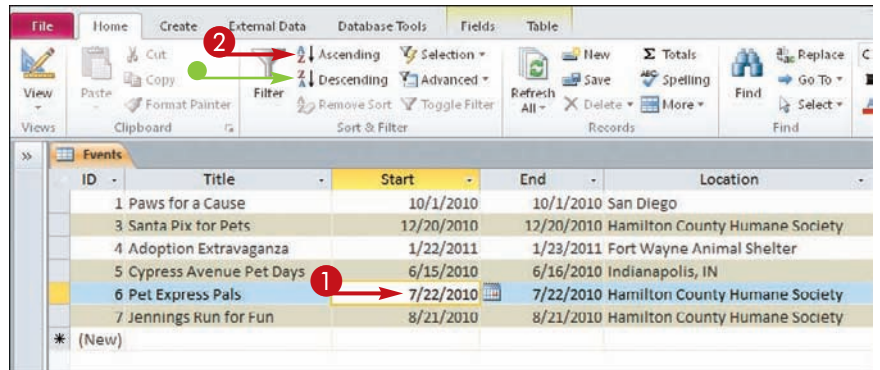 File Home Create External Data Database Tools Fields Table
2
Cut Ascending Selection New Σ Totals Replace
Copy Descending Advanced Save Spelling Go To
View Paste Format Painter Filter Remove Sort Toggle Filter Refresh All Delete More Find Select
Views Clipboard Sort & Filter Records Find
» Events
ID Title Start End Location
1 Paws for a Cause 10/1/2010 10/1/2010 San Diego
3 Santa Pix for Pets 12/20/2010 12/20/2010 Hamilton County Humane Society
4 Adoption Extravaganza 1/22/2011 1/23/2011 Fort Wayne Animal Shelter
5 Cypress Avenue Pet Days 6/15/2010 6/16/2010 Indianapolis, IN
1
6 Pet Express Pals 7/22/2010 7/22/2010 Hamilton County Humane Society
7 Jennings Run for Fun 8/21/2010 8/21/2010 Hamilton County Humane Society
* (New)